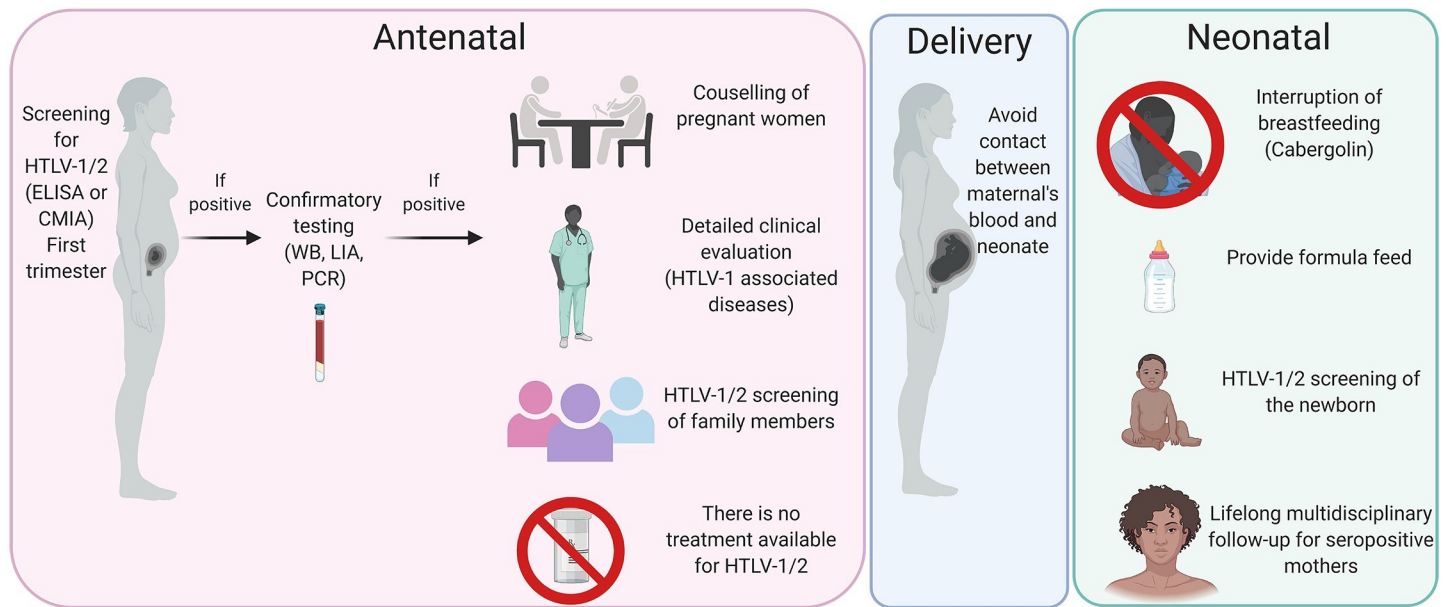 Antenatal
Screening
for
HTLV-1/2
(ELISA or
CMIA)
First
trimester
If
positive
Confirmatory
testing
(WB, LIA,
PCR)
If
positive
Couselling of
pregnant women
Detailed clinical
evaluation
(HTLV-1 associated
diseases)
HTLV-1/2 screening
of family members
There is no
treatment available
for HTLV-1/2
Delivery
Avoid
contact
between
maternal's
blood and
neonate
Neonatal
Interruption of
breastfeeding
(Cabergolin)
Provide formula feed
HTLV-1/2 screening of
the newborn
Lifelong multidisciplinary
follow-up for seropositive
mothers